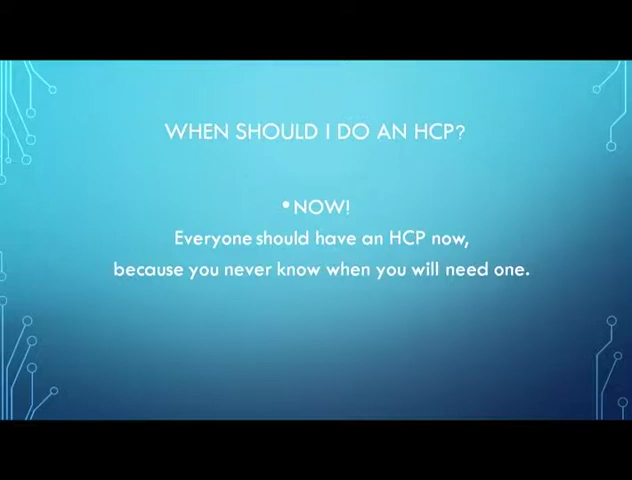 WHEN SHOULD I DO AN HCP?
• NOW!
Everyone should have an HCP now,
because you never know when you will need one.